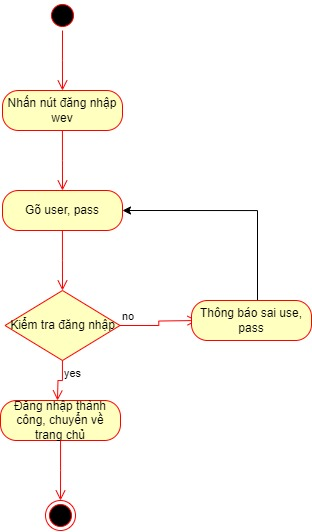 Nhấn nút đăng nhập
wev
Gõ user, pass
Kiểm tra đăng nhập
no
Thông báo sai use,
pass
yes
Đăng nhập thành
công, chuyển về
trang chủ